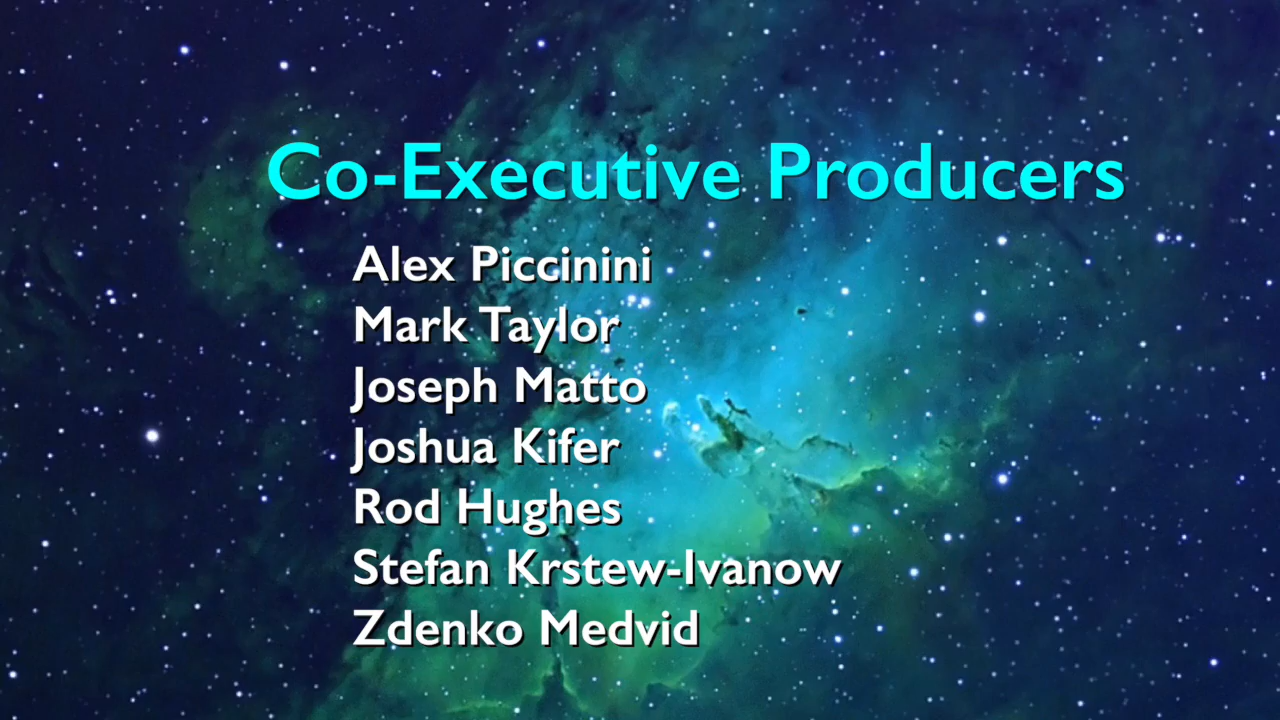 Co-Executive Producers
Alex Piccinini
Mark Taylor
Joseph Matto
Joshua Kifer
Rod Hughes
Stefan Krstew-Ivanow
Zdenko Medvid